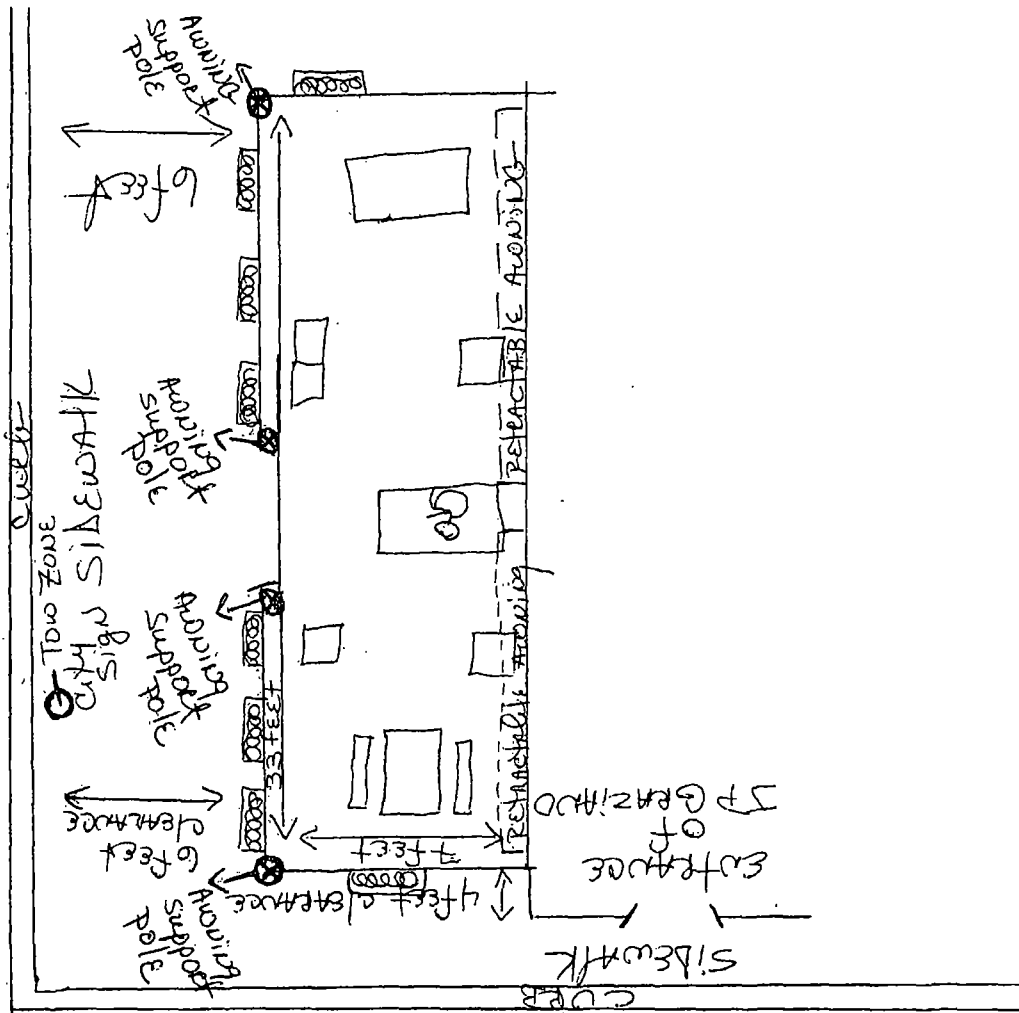 AWNING
SUPPORT
POLE
6 FEET
CURB
TOW ZONE
City SIDEWALK
Sign
AWNING
SUPPORT
POLE
AWNING
SUPPORT
POLE
6 FEET
CLEARANCE
AWNING
SUPPORT
POLE
33 FEET
7 FEET
4 FEET CLEARANCE
RETRACTABLE AWNING
RETRACTABLE AWNING
ENTRANCE
OF
JP GRAZIANO
SIDEWALK
CURB